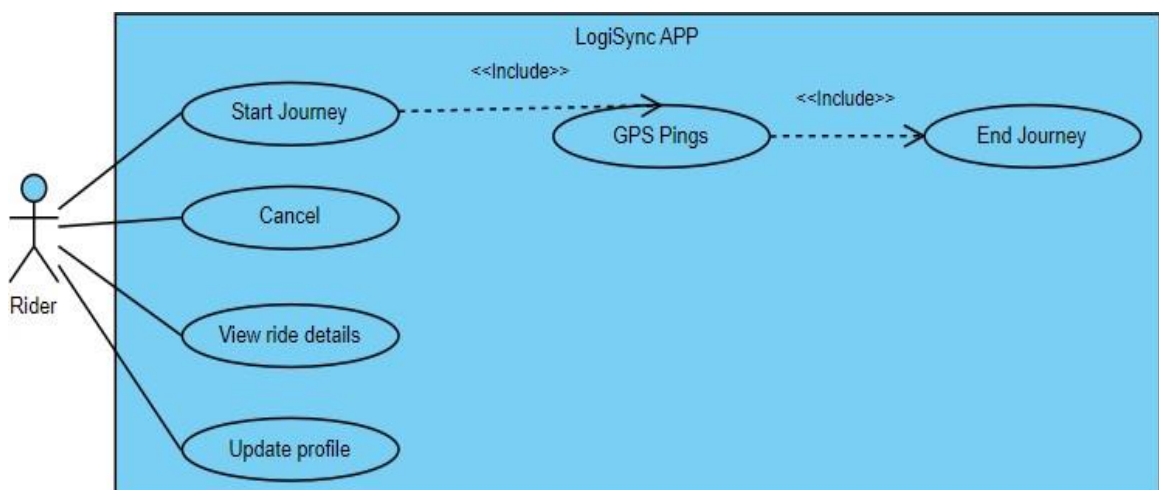 LogiSync APP
<<Include>>
<<Include>>
Start Journey
GPS Pings
End Journey
Cancel
Rider
View ride details
Update profile